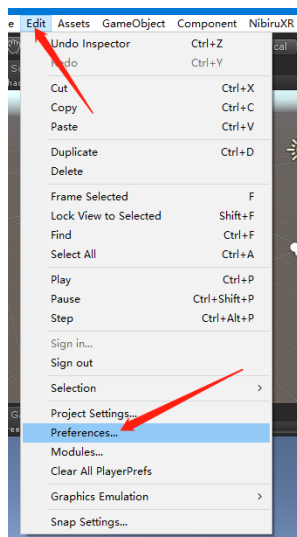 Edit Assets GameObject Component NibiruXR
Undo Inspector Ctrl+Z
Ctrl+Y
Cut Ctrl+X
Copy Ctrl+C
Paste Ctrl+V
Duplicate Ctrl+D
Delete
Frame Selected F
Lock View to Selected Shift+F
Find Ctrl+F
Select All Ctrl+A
Play Ctrl+P
Pause Ctrl+Shift+P
Step Ctrl+Alt+P
Sign in...
Sign out
Selection >
Project Settings...
Preferences...
Modules...
Clear All PlayerPrefs
Graphics Emulation >
Snap Settings...